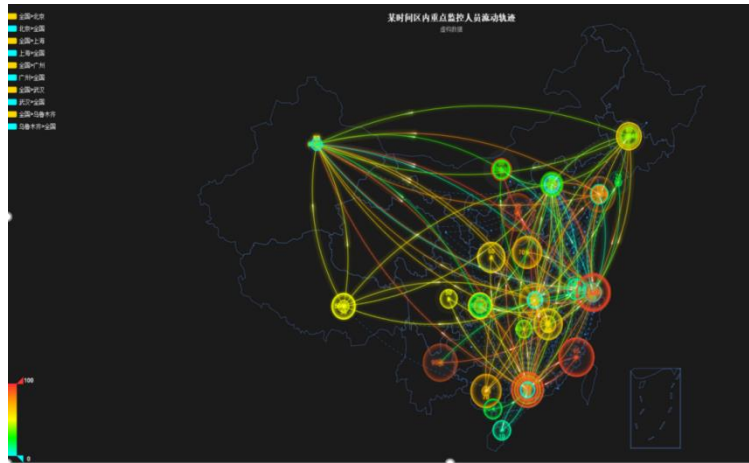 某时间区内重点监控人员流动轨迹
虚构数据
全国>北京
北京>全国
全国>上海
上海>全国
全国>广州
广州>全国
全国>武汉
武汉>全国
全国>乌鲁木齐
乌鲁木齐>全国
100
0